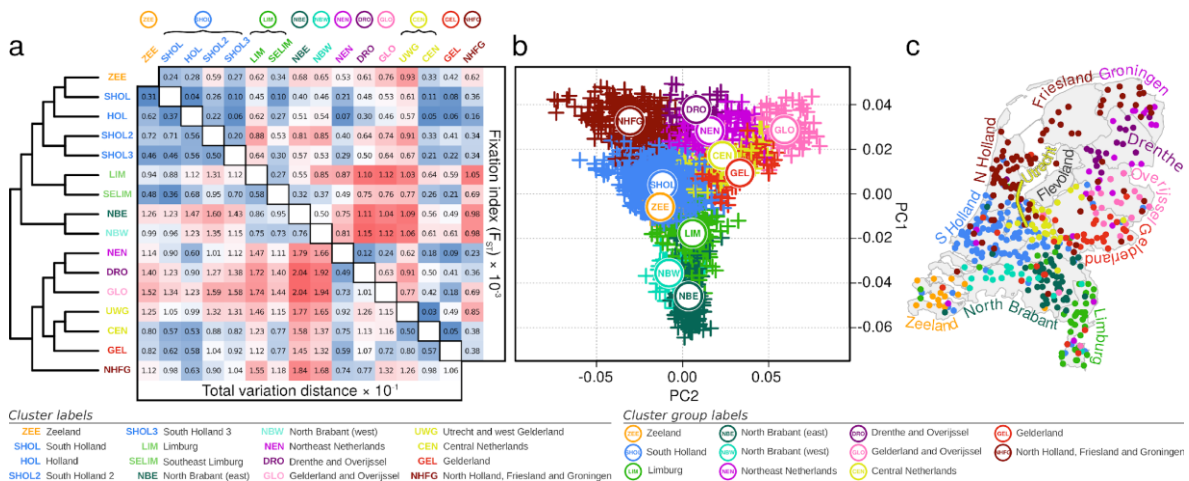 a
ZEE
SHOL
LIM
NBE
NBW
NEN
DRO
GLO
CEN
GEL
NHFG
ZEE
SHOL
HOL
SHOL2
SHOL3
LIM
SELIM
NBE
NBW
NEN
DRO
GLO
UWG
CEN
GEL
NHFG
ZEE 0.24 0.28 0.59 0.27 0.62 0.34 0.68 0.65 0.53 0.61 0.76 0.93 0.33 0.42 0.62
SHOL 0.31 0.04 0.26 0.10 0.45 0.10 0.46 0.21 0.21 0.46 0.53 0.71 0.11 0.08 0.38
HOL 0.62 0.37 0.22 0.06 0.62 0.27 0.51 0.54 0.07 0.30 0.47 0.05 0.06 0.16
SHOL2 0.72 0.71 0.56 0.20 0.88 0.53 0.81 0.85 0.40 0.64 0.74 0.91 0.33 0.41 0.34
SHOL3 0.46 0.46 0.56 0.50 0.64 0.30 0.57 0.53 0.29 0.50 0.64 0.67 0.21 0.22 0.34
LIM 0.94 0.88 1.12 1.31 1.12 0.27 0.55 0.70 0.87 1.10 1.12 1.03 0.64 0.59 1.05
SELIM 0.48 0.36 0.68 0.95 0.70 0.58 0.32 0.32 0.49 0.75 0.76 0.77 0.26 0.21 0.69
NBE 1.26 1.23 1.47 1.60 1.43 0.86 0.95 0.50 0.75 1.11 1.04 1.09 0.56 0.49 0.98
NBW 0.99 0.96 1.23 1.35 1.15 0.75 0.73 0.76 0.81 1.15 1.12 1.06 0.61 0.61 0.98
NEN 1.14 0.90 0.60 1.01 1.12 1.47 1.17 1.79 1.66 0.12 0.24 0.62 0.18 0.09 0.23
DRO 1.40 1.23 0.90 1.27 1.38 1.72 1.40 2.04 1.92 0.49 0.63 0.91 0.50 0.41 0.36
GLO 1.52 1.34 1.23 1.59 1.58 1.74 1.44 2.04 1.94 0.73 1.01 0.77 0.42 0.18 0.69
UWG 1.25 1.05 0.99 1.32 1.31 1.46 1.15 1.77 1.65 0.92 1.26 1.15 0.03 0.49 0.85
CEN 0.80 0.57 0.53 0.88 0.82 1.23 0.88 1.58 1.25 0.75 1.13 1.16 0.50 0.05 0.38
GEL 0.82 0.62 0.58 1.04 0.92 1.12 0.77 1.45 1.32 0.59 1.07 0.72 0.80 0.57 0.38
NHFG 1.12 0.98 0.63 0.90 1.04 1.55 1.18 1.84 1.68 0.74 0.77 1.32 1.26 0.98 1.06
Fixation index (FST) × 10-3
Total variation distance × 10-1
b
NHFG
DRO
NEN
GLO
CEN
GEL
SHOL
ZEE
LIM
NBW
NBE
0.04
0.02
0.00
-0.02
-0.04
-0.06
PC1
-0.05 0.00 0.05
PC2
c
Friesland
Groningen
N Holland
Drenthe
Utrecht
Flevoland
Overijssel
S Holland
Gelderland
Zeeland
North Brabant
Limburg
Cluster labels
ZEE Zeeland
SHOL South Holland
HOL Holland
SHOL2 South Holland 2
SHOL3 South Holland 3
LIM Limburg
SELIM Southeast Limburg
NBE North Brabant (east)
NBW North Brabant (west)
NEN Northeast Netherlands
DRO Drenthe and Overijssel
GLO Gelderland and Overijssel
UWG Utrecht and west Gelderland
CEN Central Netherlands
GEL Gelderland
NHFG North Holland, Friesland and Groningen
Cluster group labels
ZEE Zeeland
SHOL South Holland
LIM Limburg
NBE North Brabant (east)
NBW North Brabant (west)
NEN Northeast Netherlands
DRO Drenthe and Overijssel
GLO Gelderland and Overijssel
CEN Central Netherlands
GEL Gelderland
NHFG North Holland, Friesland and Groningen